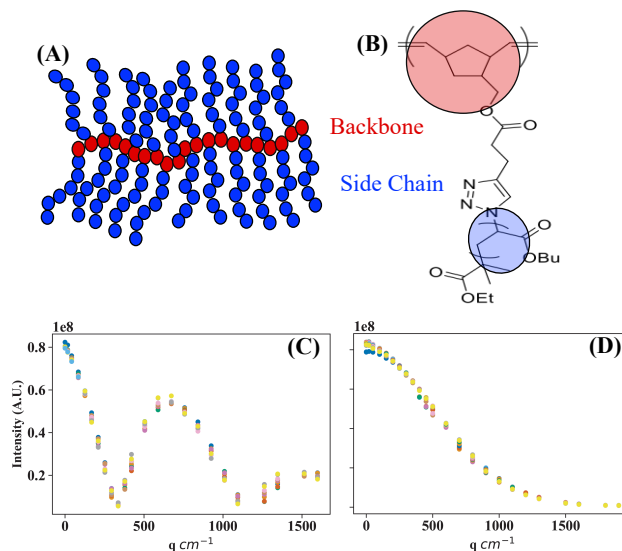 (A)
(B)
Backbone
Side Chain
O
O
N
N
N
O
OBu
O
OEt
1e8
(C)
0.8
0.6
0.4
0.2
Intensity (A.U.)
0
500
1000
1500
q cm⁻¹
1e8
(D)
0
500
1000
1500
q cm⁻¹